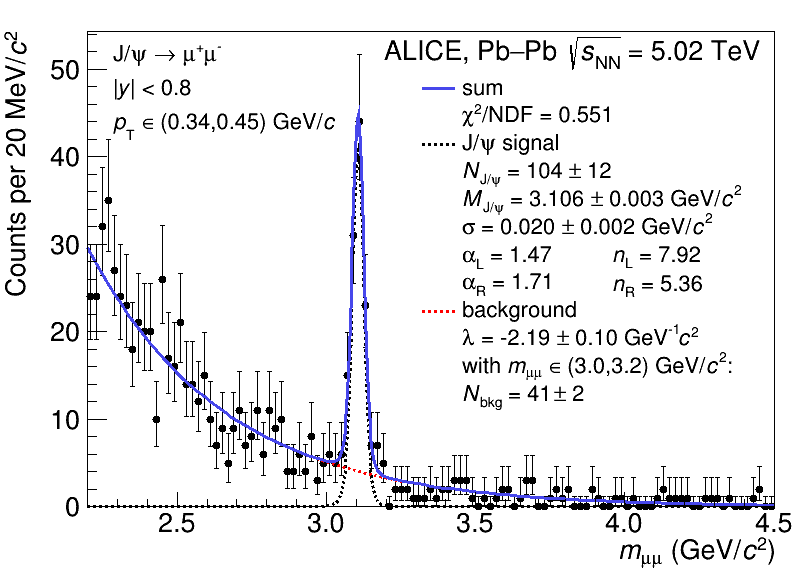 J/ψ → μ⁺μ⁻
|y| < 0.8
p_T ∈ (0.34,0.45) GeV/c
ALICE, Pb–Pb √s_NN = 5.02 TeV
sum
χ²/NDF = 0.551
J/ψ signal
N_J/ψ = 104 ± 12
M_J/ψ = 3.106 ± 0.003 GeV/c²
σ = 0.020 ± 0.002 GeV/c²
α_L = 1.47 n_L = 7.92
α_R = 1.71 n_R = 5.36
background
λ = -2.19 ± 0.10 GeV⁻¹c²
with m_μμ ∈ (3.0,3.2) GeV/c²:
N_bkg = 41 ± 2
Counts per 20 MeV/c²
50
40
30
20
10
0
2.5 3.0 3.5 4.0 4.5
m_μμ (GeV/c²)